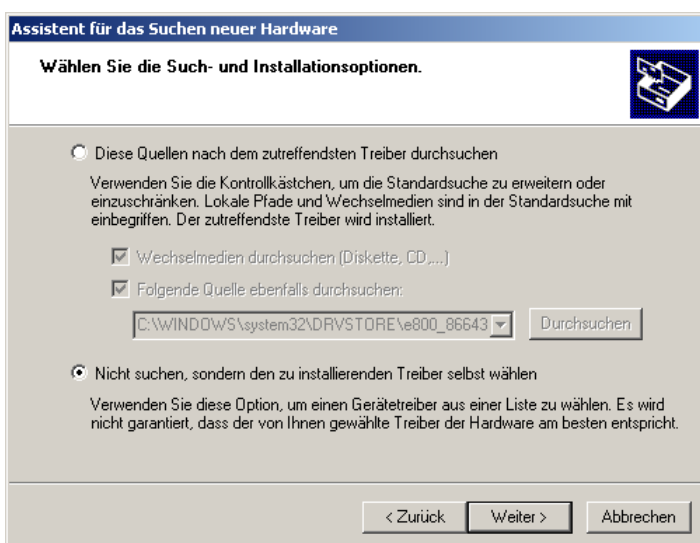 Assistent für das Suchen neuer Hardware
Wählen Sie die Such- und Installationsoptionen.
Diese Quellen nach dem zutreffendsten Treiber durchsuchen
Verwenden Sie die Kontrollkästchen, um die Standardsuche zu erweitern oder
einzuschränken. Lokale Pfade und Wechselmedien sind in der Standardsuche mit
einbegriffen. Der zutreffendste Treiber wird installiert.
Wechselmedien durchsuchen (Diskette, CD,...)
Folgende Quelle ebenfalls durchsuchen:
C:\WINDOWS\system32\DRVSTORE\e800_86643 Durchsuchen
Nicht suchen, sondern den zu installierenden Treiber selbst wählen
Verwenden Sie diese Option, um einen Gerätetreiber aus einer Liste zu wählen. Es wird
nicht garantiert, dass der von Ihnen gewählte Treiber der Hardware am besten entspricht.
< Zurück Weiter > Abbrechen